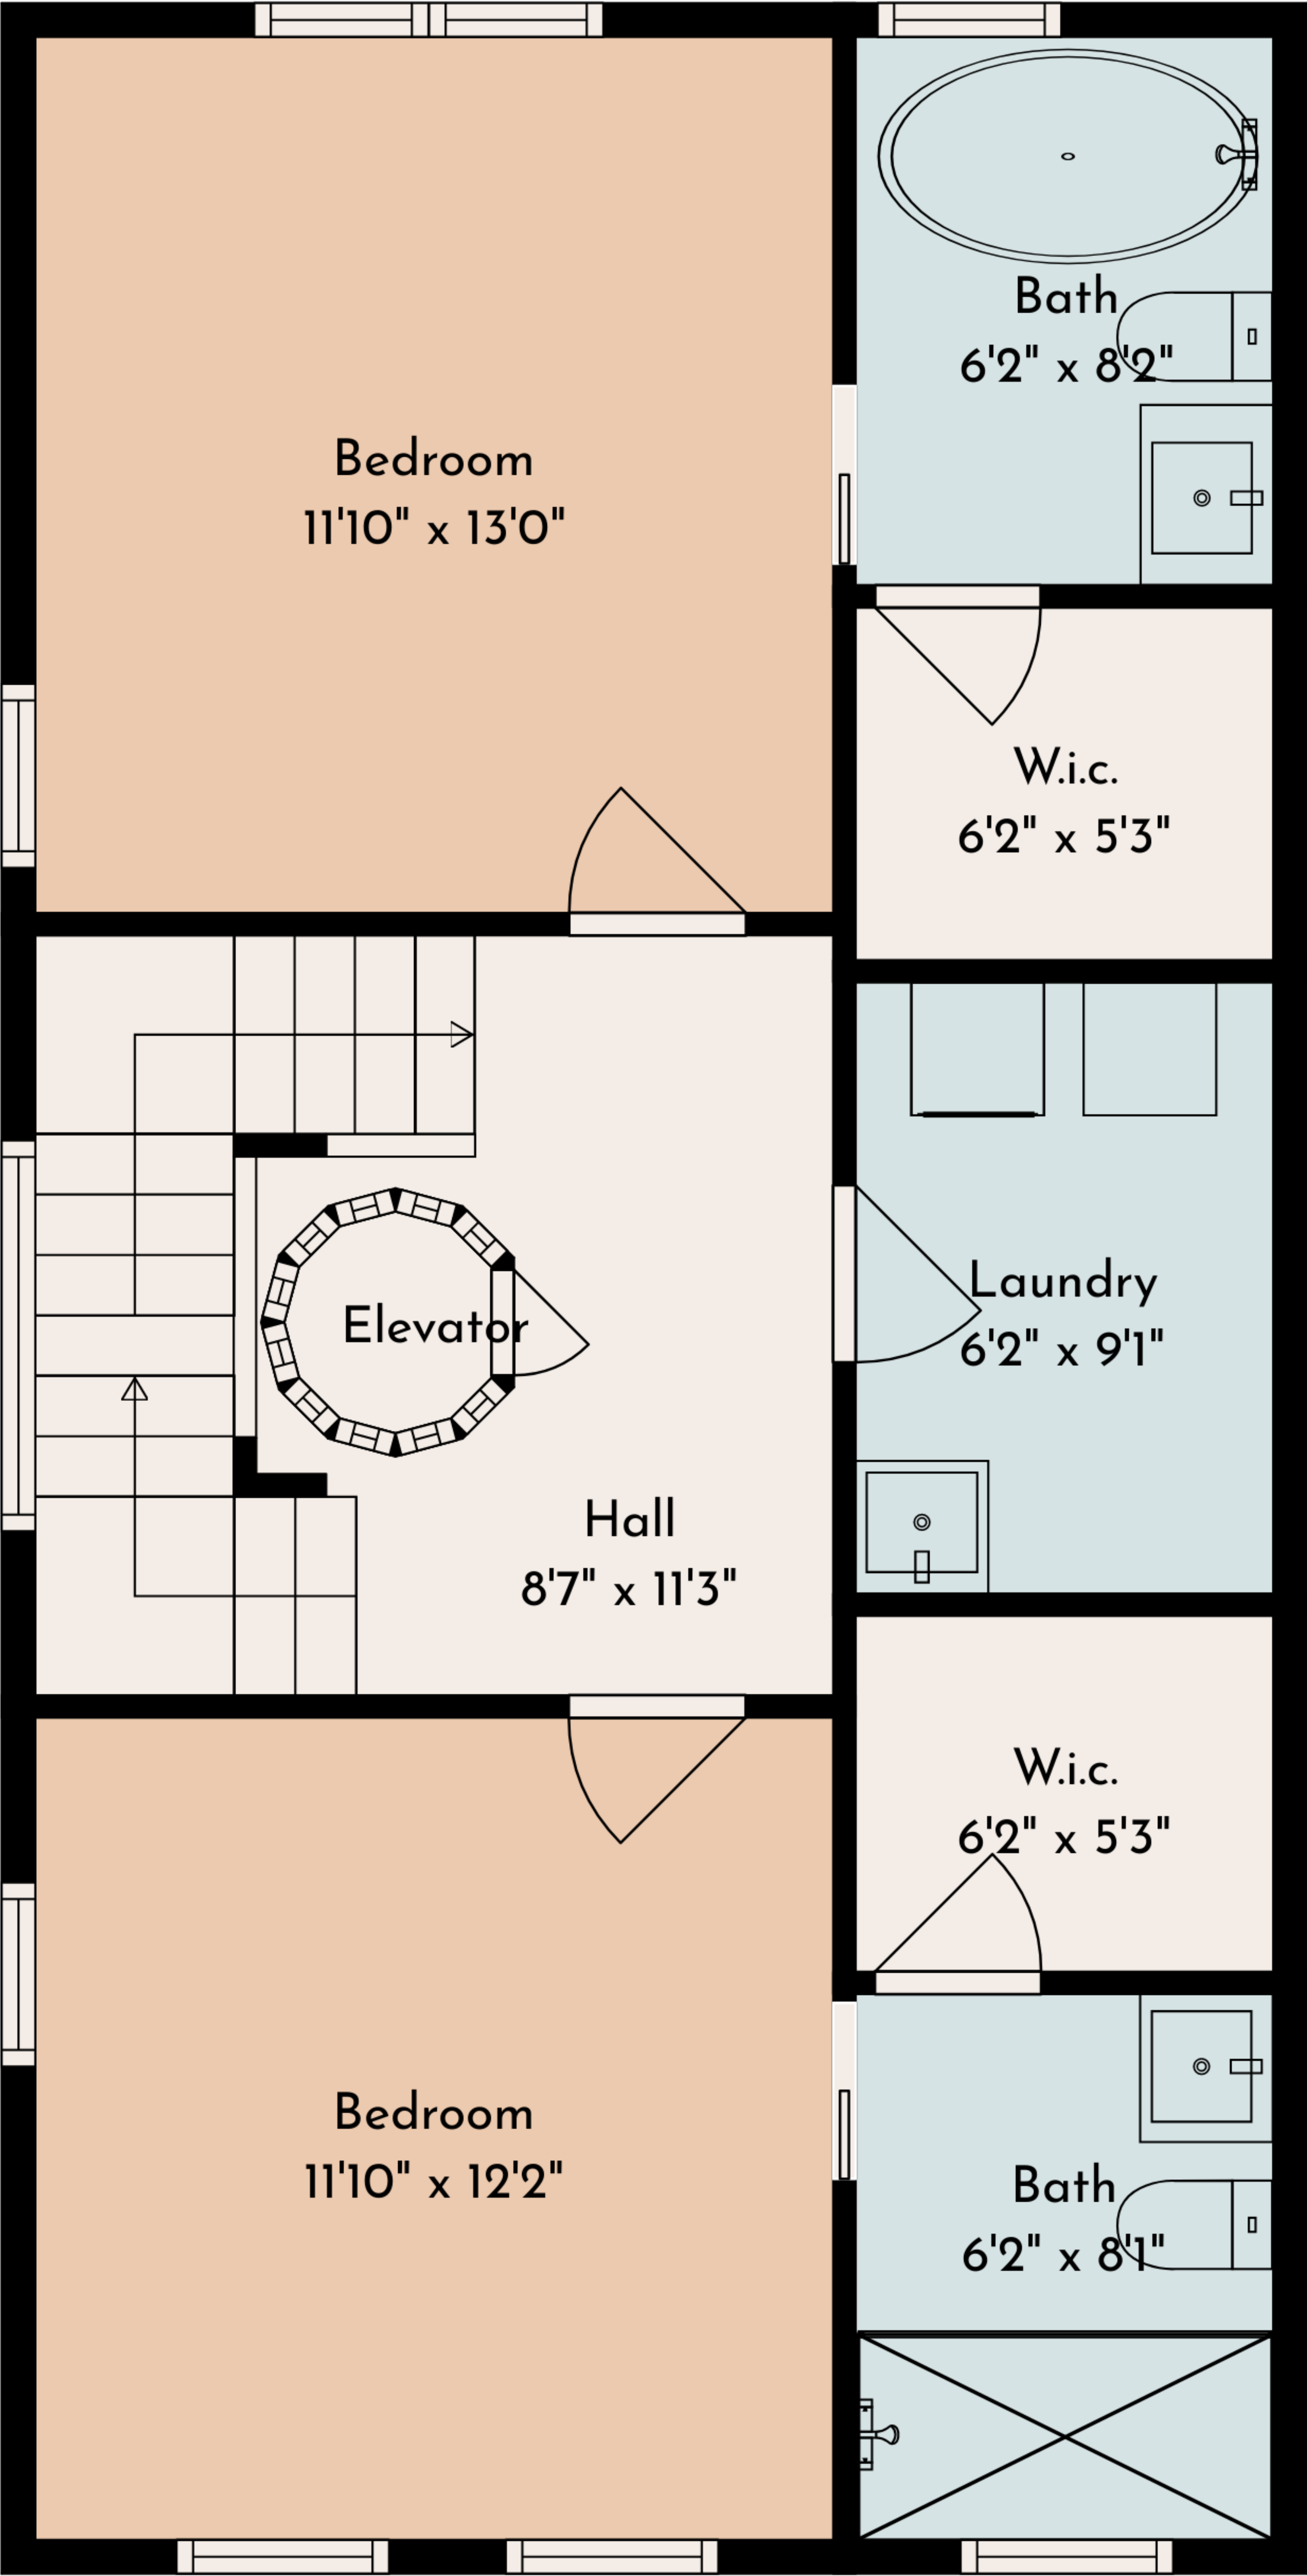 Bath
6'2" x 8'2"
Bedroom
11'10" x 13'0"
W.i.c.
6'2" x 5'3"
Laundry
6'2" x 9'1"
Elevator
Hall
8'7" x 11'3"
W.i.c.
6'2" x 5'3"
Bedroom
11'10" x 12'2"
Bath
6'2" x 8'1"